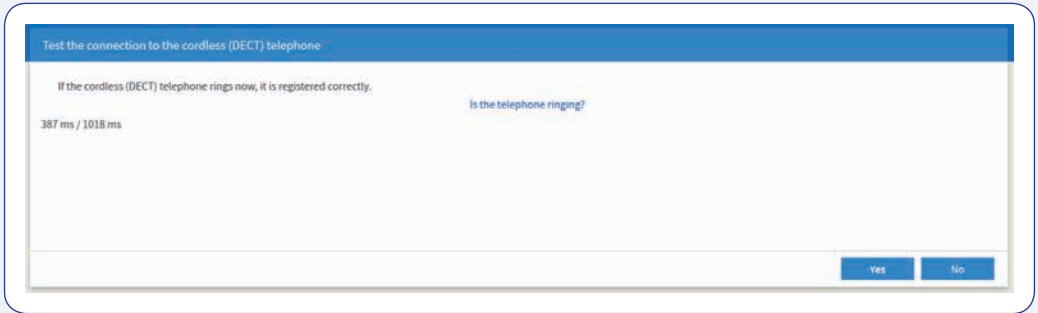 Test the connection to the cordless (DECT) telephone
If the cordless (DECT) telephone rings now, it is registered correctly.
Is the telephone ringing?
387 ms / 1018 ms
Yes No